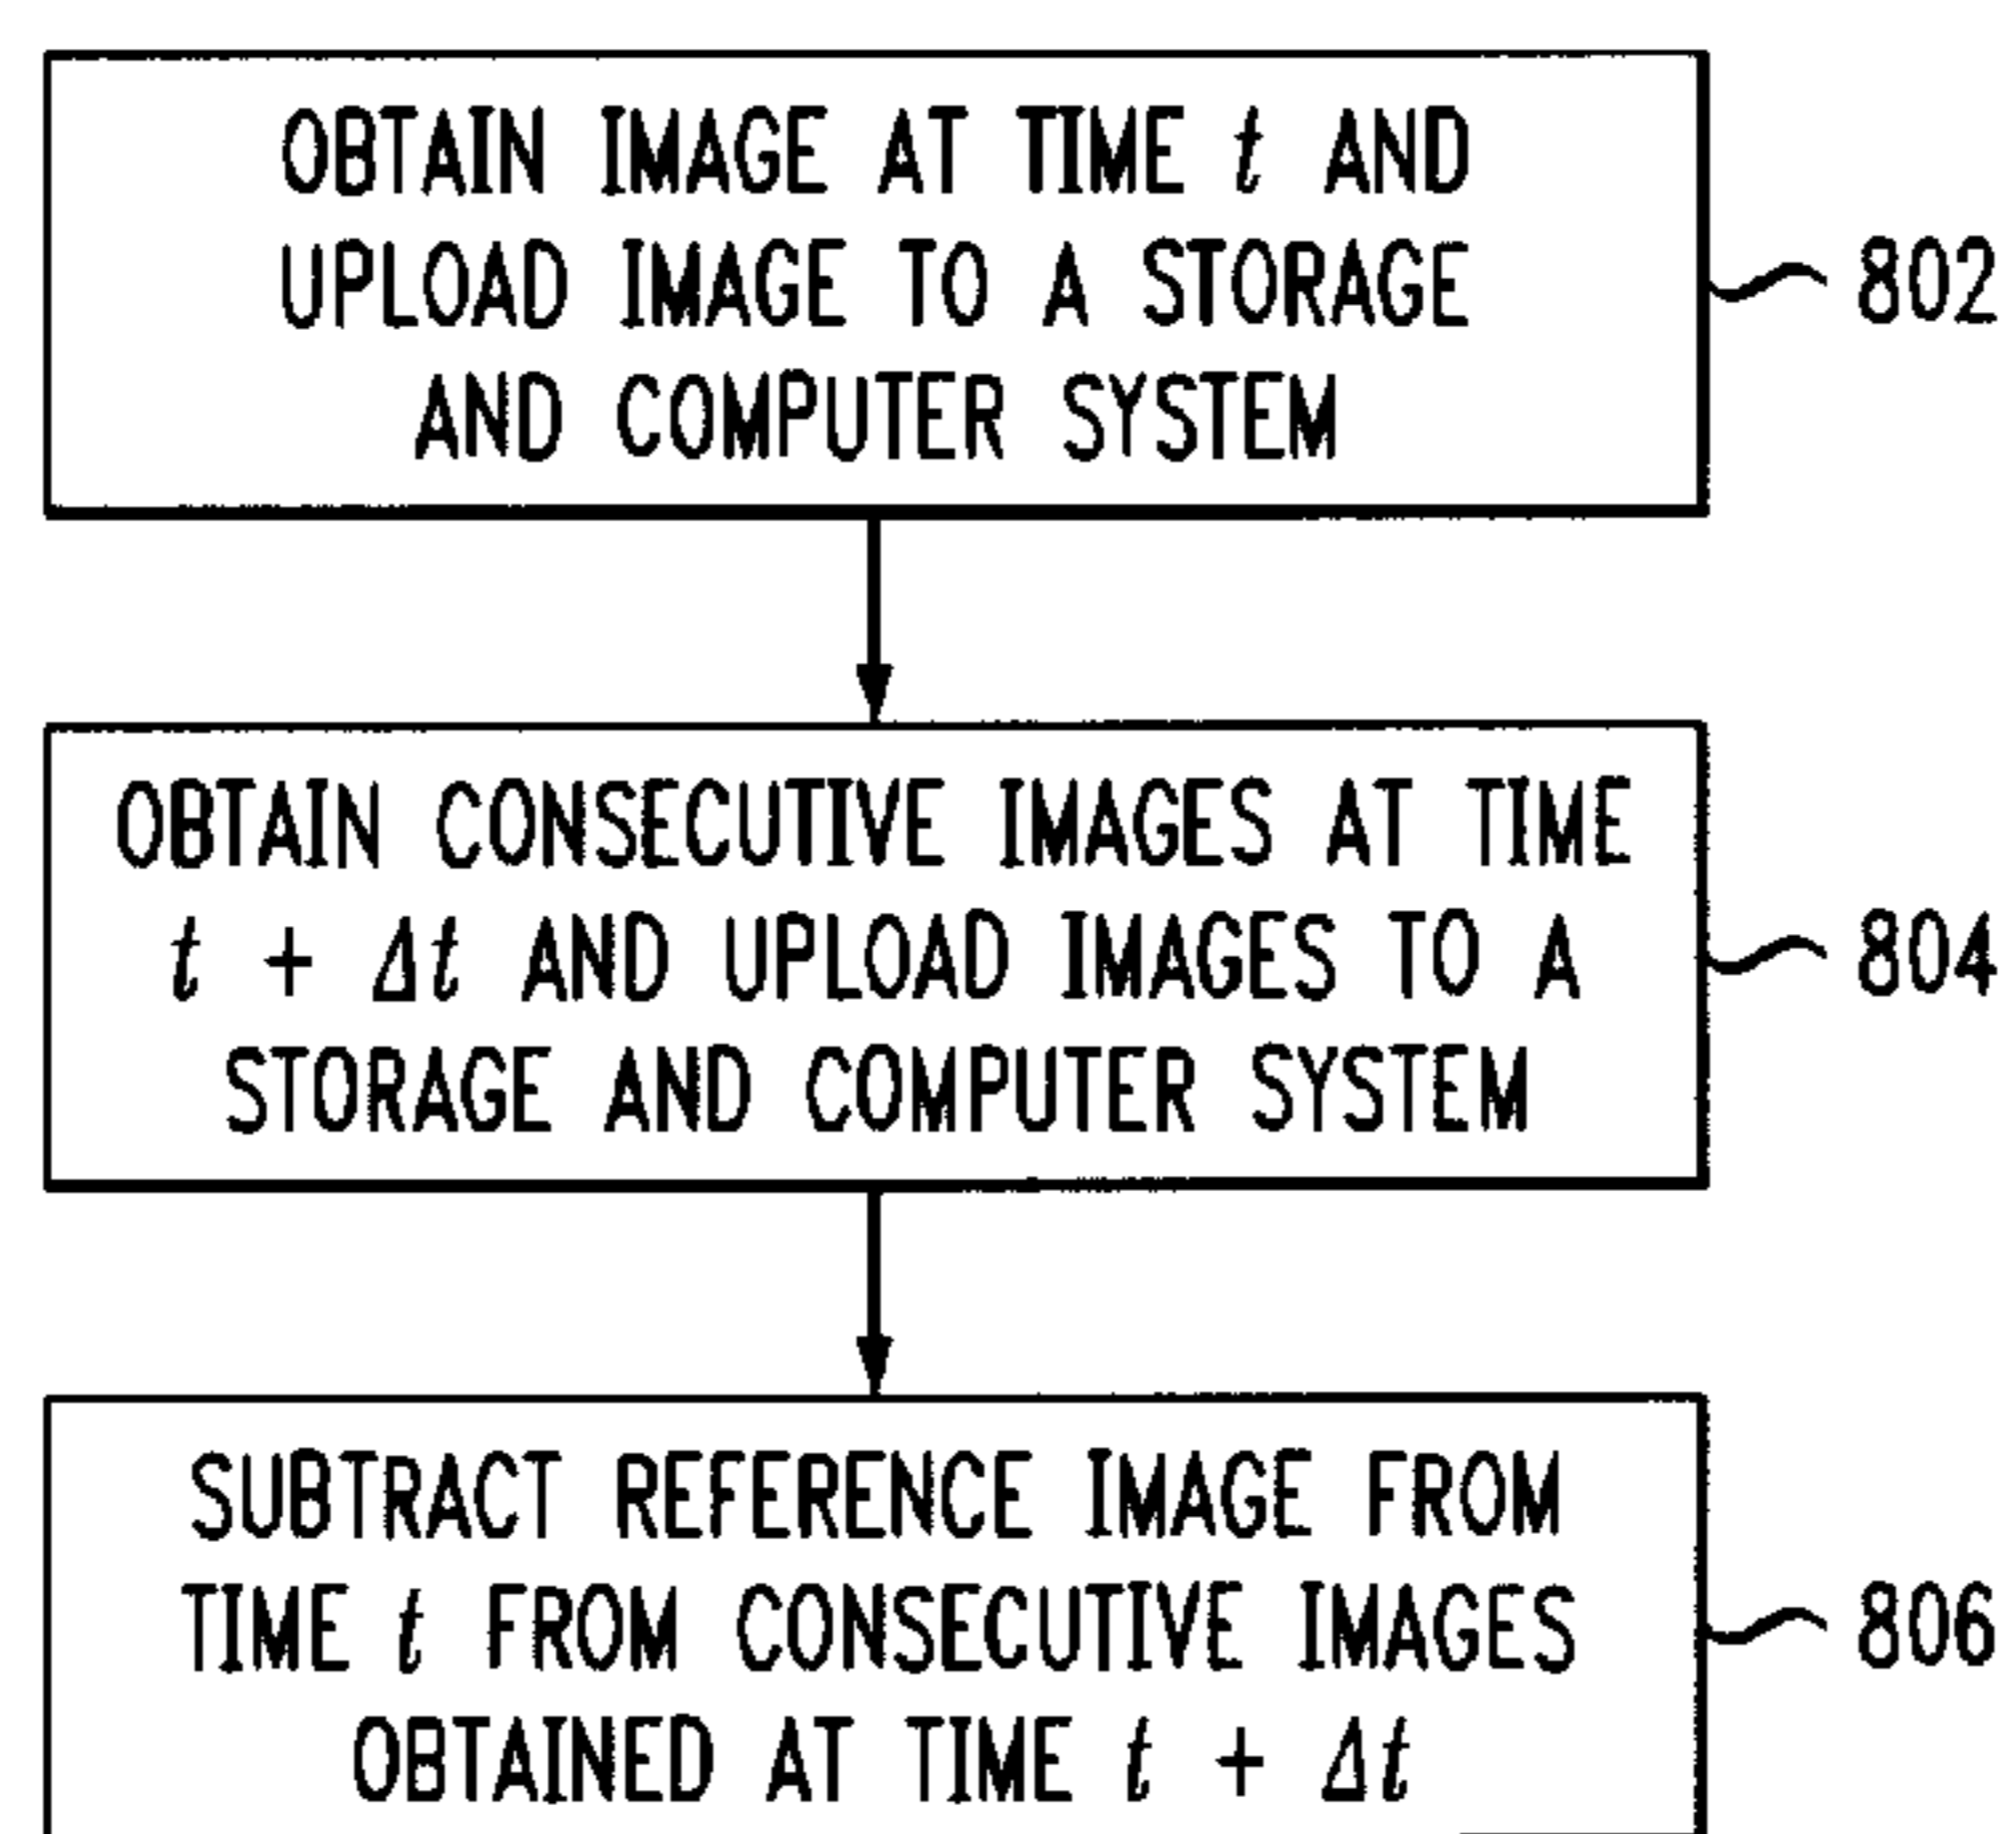 OBTAIN IMAGE AT TIME t AND
UPLOAD IMAGE TO A STORAGE
AND COMPUTER SYSTEM
802
OBTAIN CONSECUTIVE IMAGES AT TIME
t + Δt AND UPLOAD IMAGES TO A
STORAGE AND COMPUTER SYSTEM
804
SUBTRACT REFERENCE IMAGE FROM
TIME t FROM CONSECUTIVE IMAGES
OBTAINED AT TIME t + Δt
806